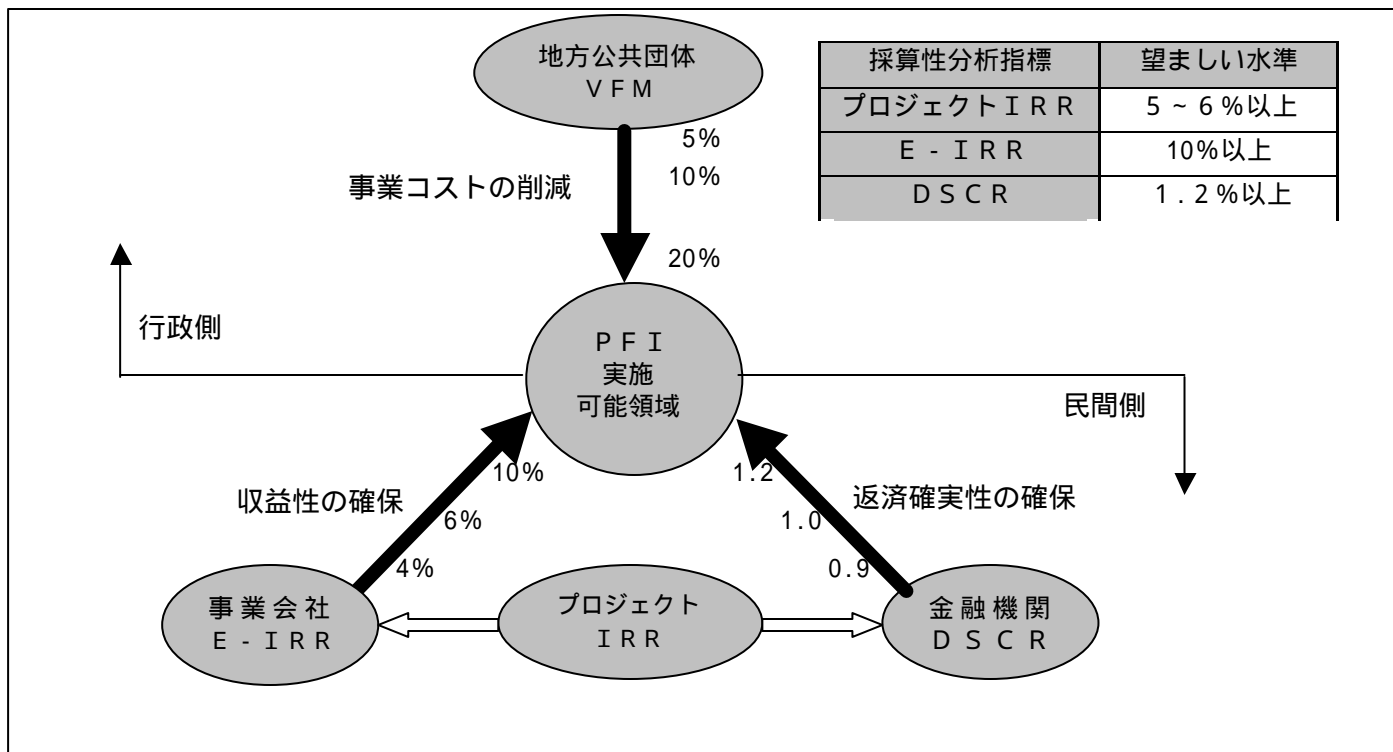 地方公共団体
ＶＦＭ
採算性分析指標 望ましい水準
プロジェクトＩＲＲ ５～６%以上
Ｅ-ＩＲＲ 10%以上
ＤＳＣＲ １.２%以上
5%
10%
20%
事業コストの削減
行政側
ＰＦＩ
実施
可能領域
民間側
10%
6%
4%
収益性の確保
1.2
1.0
0.9
返済確実性の確保
事業会社
Ｅ-ＩＲＲ
プロジェクト
ＩＲＲ
金融機関
ＤＳＣＲ